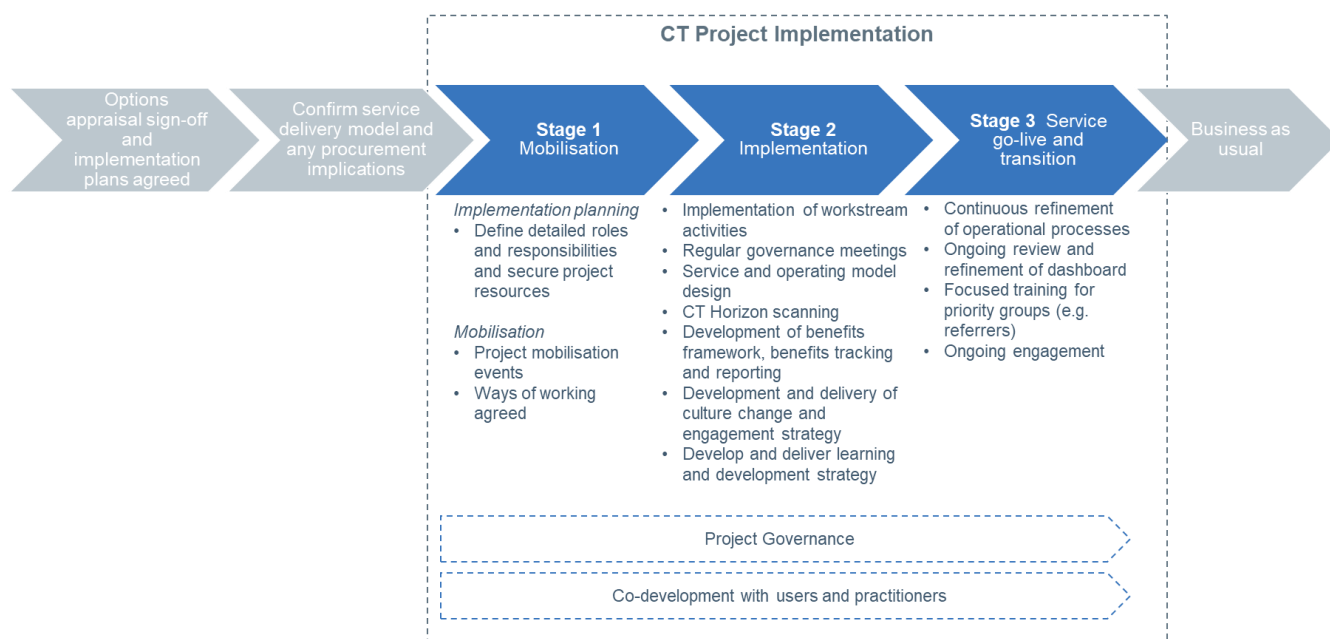 CT Project Implementation
Options
appraisal sign-off
and
implementation
plans agreed
Confirm service
delivery model and
any procurement
implications
Stage 1
Mobilisation
Stage 2
Implementation
Stage 3 Service
go-live and
transition
Business as
usual
Implementation planning
• Define detailed roles
and responsibilities
and secure project
resources
Mobilisation
• Project mobilisation
events
• Ways of working
agreed
• Implementation of workstream
activities
• Regular governance meetings
• Service and operating model
design
• CT Horizon scanning
• Development of benefits
framework, benefits tracking
and reporting
• Development and delivery of
culture change and
engagement strategy
• Develop and deliver learning
and development strategy
• Continuous refinement
of operational processes
• Ongoing review and
refinement of dashboard
• Focused training for
priority groups (e.g.
referrers)
• Ongoing engagement
Project Governance
Co-development with users and practitioners